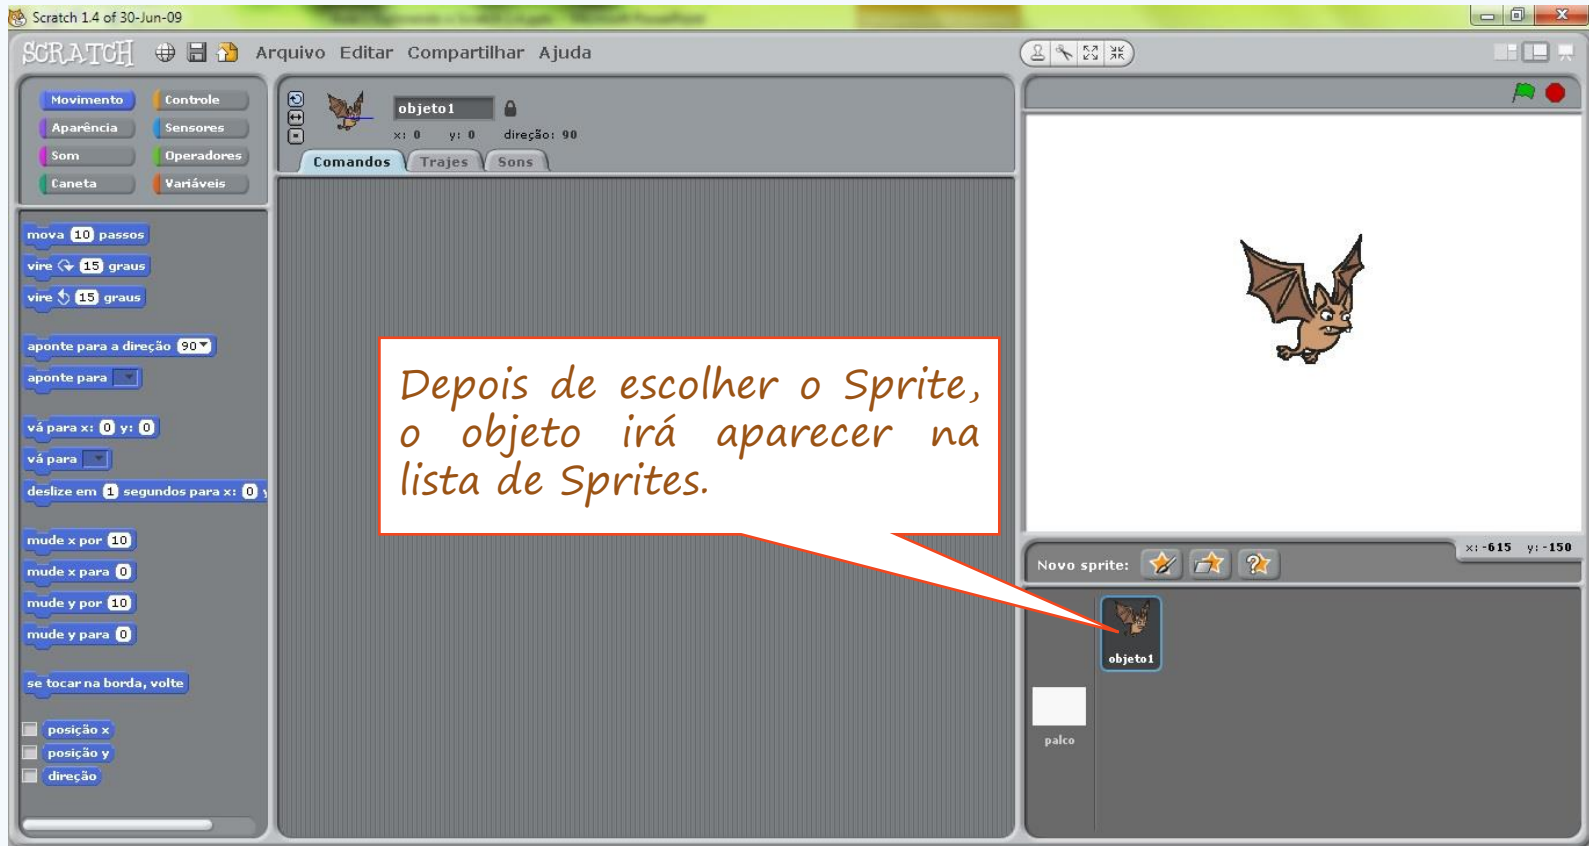 Scratch 1.4 of 30-Jun-09
SCRATCH
Arquivo Editar Compartilhar Ajuda
Movimento Controle
Aparência Sensores
Som Operadores
Caneta Variáveis
objeto1
x: 0 y: 0 direção: 90
Comandos Trajes Sons
mova 10 passos
vire 15 graus
vire 15 graus
aponte para a direção 90
aponte para
vá para x: 0 y: 0
vá para
deslize em 1 segundos para x: 0
mude x por 10
mude x para 0
mude y por 10
mude y para 0
se tocar na borda, volte
posição x
posição y
direção
Depois de escolher o Sprite,
o objeto irá aparecer na
lista de Sprites.
x: -615 y: -150
Novo sprite:
objeto1
palco